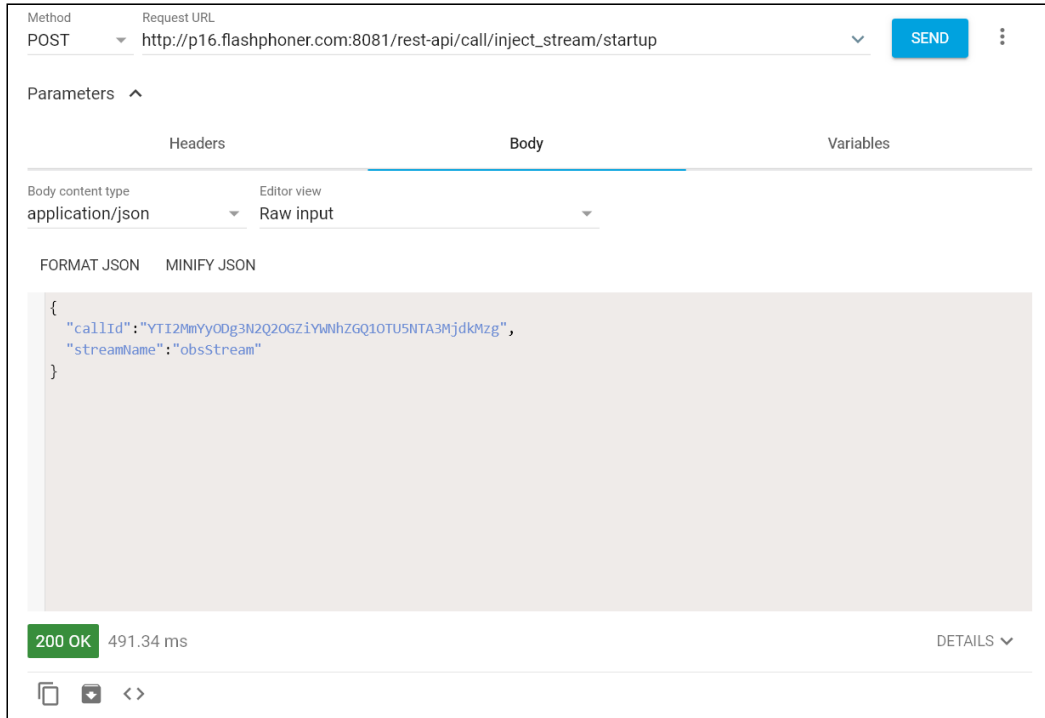 Method Request URL
POST http://p16.flashphoner.com:8081/rest-api/call/inject_stream/startup SEND
Parameters
Headers Body Variables
Body content type Editor view
application/json Raw input
FORMAT JSON MINIFY JSON
{
"callId":"YTI2MmYyODg3N2Q2OGZiYWNhZGQ1OTU5NTA3MjdkMzg",
"streamName":"obsStream"
}
200 OK 491.34 ms DETAILS